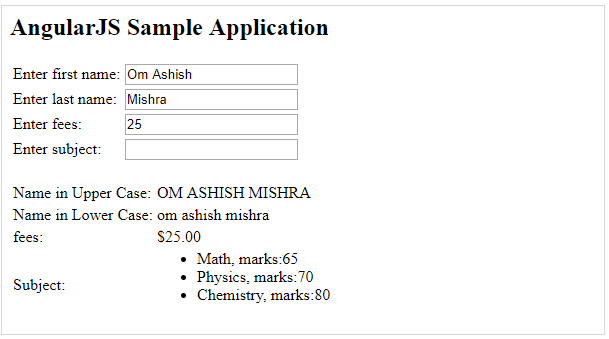 AngularJS Sample Application
Enter first name: Om Ashish
Enter last name: Mishra
Enter fees: 25
Enter subject:
Name in Upper Case: OM ASHISH MISHRA
Name in Lower Case: om ashish mishra
fees: $25.00
Subject:
• Math, marks:65
• Physics, marks:70
• Chemistry, marks:80